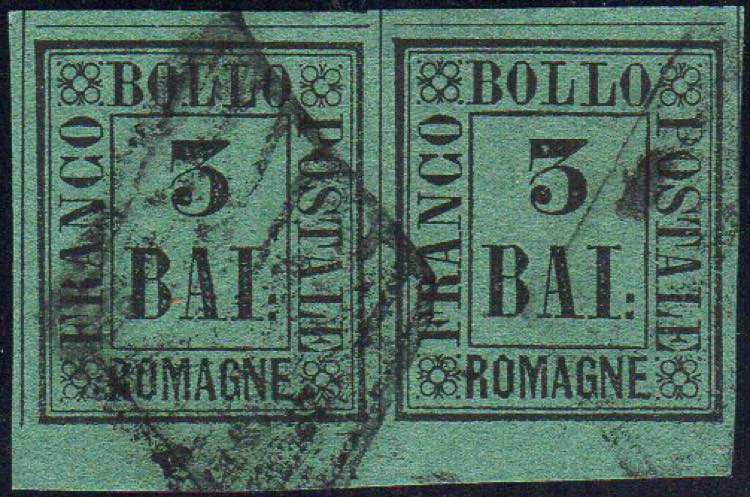 BOLLO
FRANCO
POSTALE
3
BAI:
ROMAGNE
BOLLO
FRANCO
POSTALE
3
BAI:
ROMAGNE